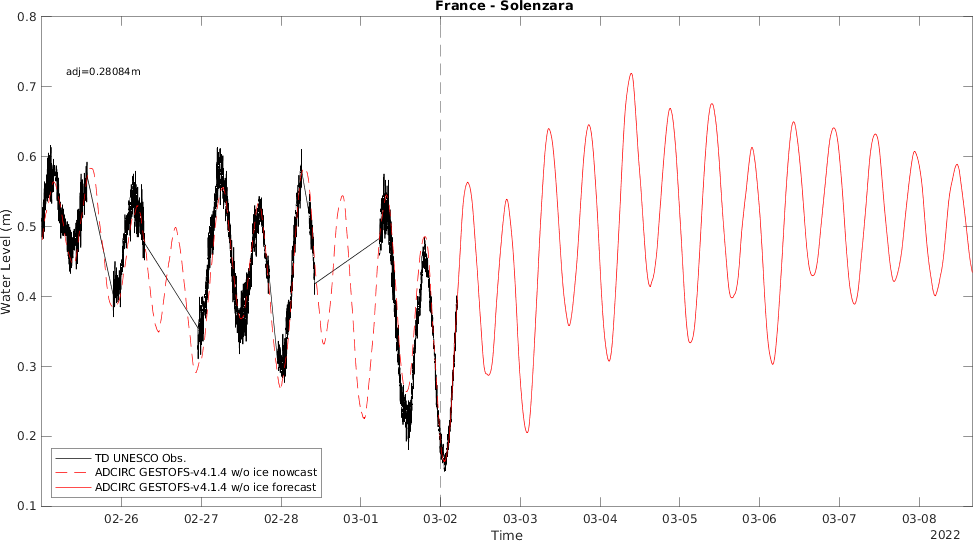 France - Solenzara
adj=0.28084m
Water Level (m)
0.8
0.7
0.6
0.5
0.4
0.3
0.2
0.1
TD UNESCO Obs.
ADCIRC GESTOFS-v4.1.4 w/o ice nowcast
ADCIRC GESTOFS-v4.1.4 w/o ice forecast
02-26 02-27 02-28 03-01 03-02 03-03 03-04 03-05 03-06 03-07 03-08
2022
Time